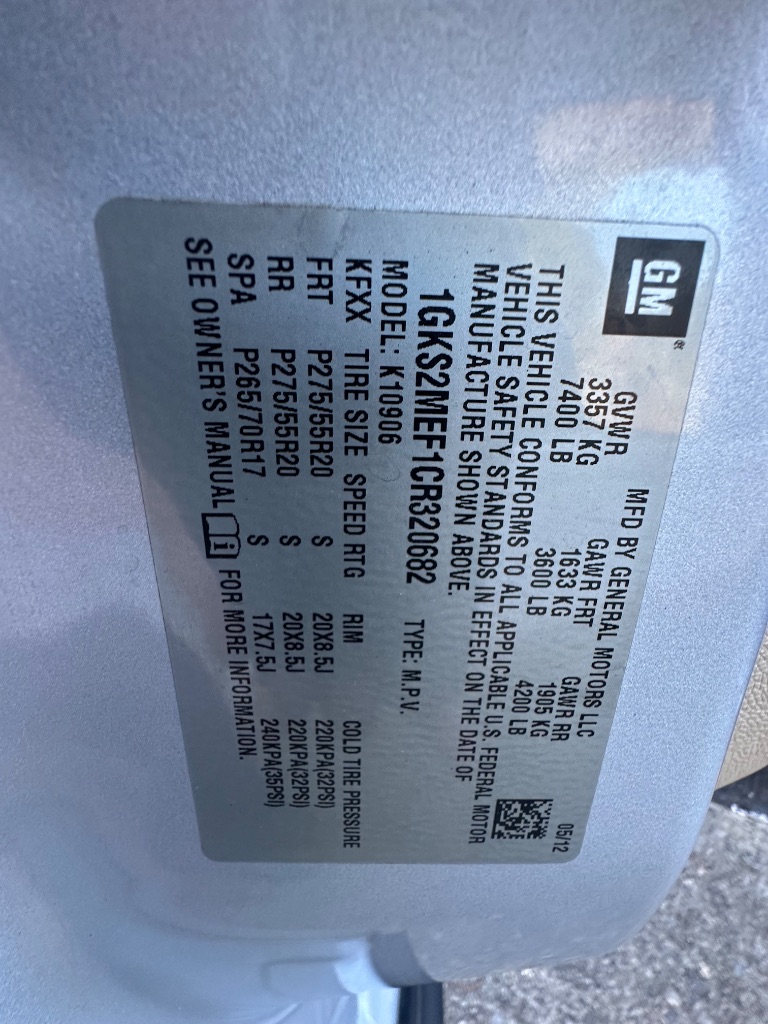 GM®
MFD BY GENERAL MOTORS LLC 05/12
GVWR GAWR FRT GAWR RR
3357 KG 1633 KG 1905 KG
7400 LB 3600 LB 4200 LB
THIS VEHICLE CONFORMS TO ALL APPLICABLE U.S. FEDERAL MOTOR
VEHICLE SAFETY STANDARDS IN EFFECT ON THE DATE OF
MANUFACTURE SHOWN ABOVE.
1GKS2MEF1CR320682 TYPE: M.P.V.
MODEL: K10906
KFXX TIRE SIZE SPEED RTG RIM COLD TIRE PRESSURE
FRT P275/55R20 S 20X8.5J 220KPA(32PSI)
RR P275/55R20 S 20X8.5J 220KPA(32PSI)
SPA P265/70R17 S 17X7.5J 240KPA(35PSI)
SEE OWNER'S MANUAL FOR MORE INFORMATION.